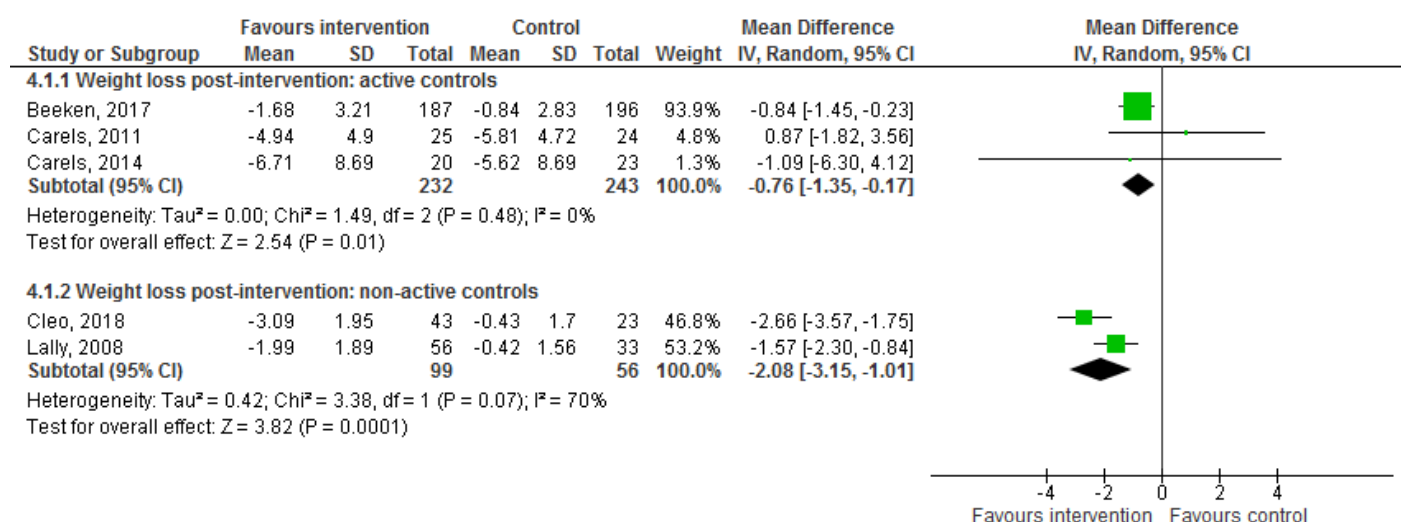 Favours intervention Control Mean Difference Mean Difference
Study or Subgroup Mean SD Total Mean SD Total Weight IV, Random, 95% CI IV, Random, 95% CI
4.1.1 Weight loss post-intervention: active controls
Beeken, 2017 -1.68 3.21 187 -0.84 2.83 196 93.9% -0.84 [-1.45, -0.23]
Carels, 2011 -4.94 4.9 25 -5.81 4.72 24 4.8% 0.87 [-1.82, 3.56]
Carels, 2014 -6.71 8.69 20 -5.62 8.69 23 1.3% -1.09 [-6.30, 4.12]
Subtotal (95% CI) 232 243 100.0% -0.76 [-1.35, -0.17]
Heterogeneity: Tau² = 0.00; Chi² = 1.49, df = 2 (P = 0.48); I² = 0%
Test for overall effect: Z = 2.54 (P = 0.01)
4.1.2 Weight loss post-intervention: non-active controls
Cleo, 2018 -3.09 1.95 43 -0.43 1.7 23 46.8% -2.66 [-3.57, -1.75]
Lally, 2008 -1.99 1.89 56 -0.42 1.56 33 53.2% -1.57 [-2.30, -0.84]
Subtotal (95% CI) 99 56 100.0% -2.08 [-3.15, -1.01]
Heterogeneity: Tau² = 0.42; Chi² = 3.38, df = 1 (P = 0.07); I² = 70%
Test for overall effect: Z = 3.82 (P = 0.0001)
-4 -2 0 2 4
Favours intervention Favours control